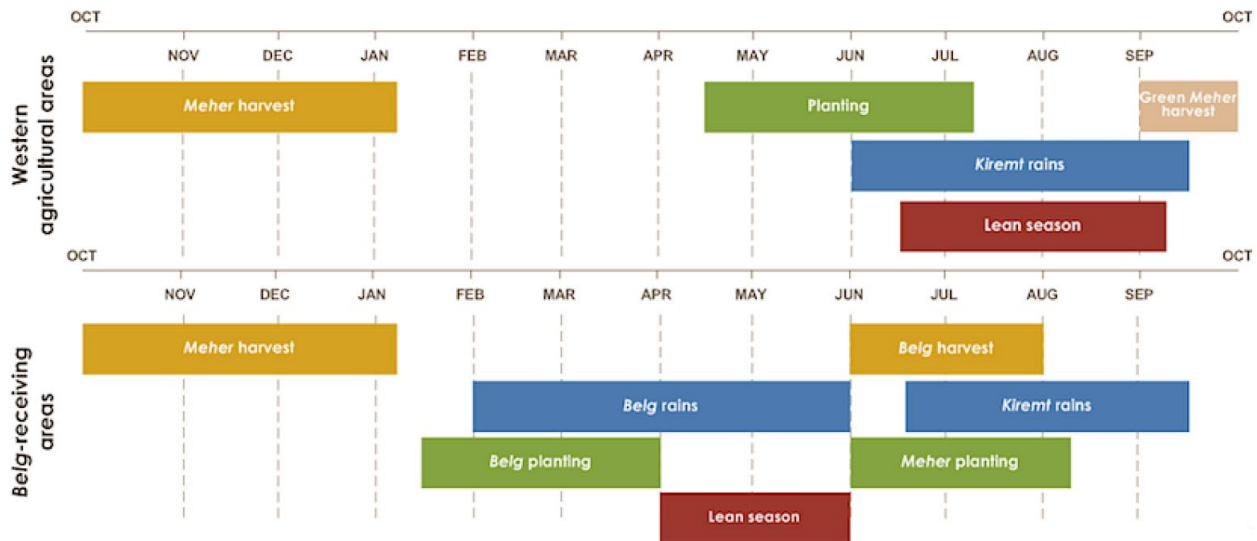 OCT OCT
NOV DEC JAN FEB MAR APR MAY JUN JUL AUG SEP
Western
agricultural areas
Meher harvest Planting Green Meher
harvest
Kiremt rains
Lean season
OCT OCT
NOV DEC JAN FEB MAR APR MAY JUN JUL AUG SEP
Belg-receiving
areas
Meher harvest Belg harvest
Belg rains Kiremt rains
Belg planting Meher planting
Lean season